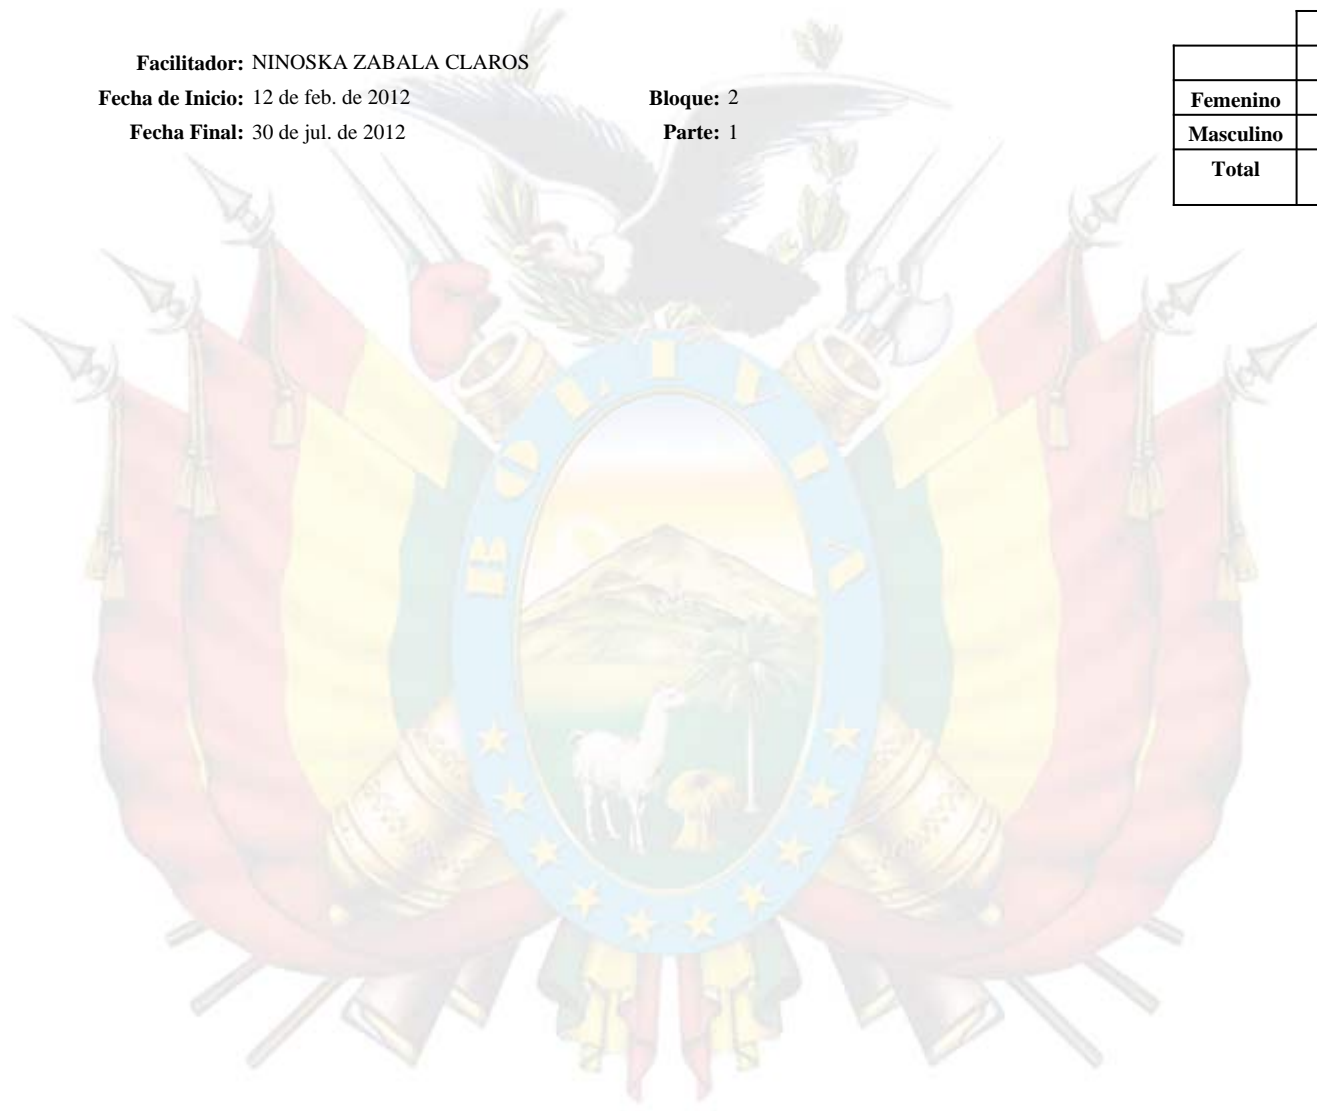 Facilitador: NINOSKA ZABALA CLAROS
Fecha de Inicio: 12 de feb. de 2012
Bloque: 2
Fecha Final: 30 de jul. de 2012
Parte: 1
Femenino
Masculino
Total
BOLIVIA